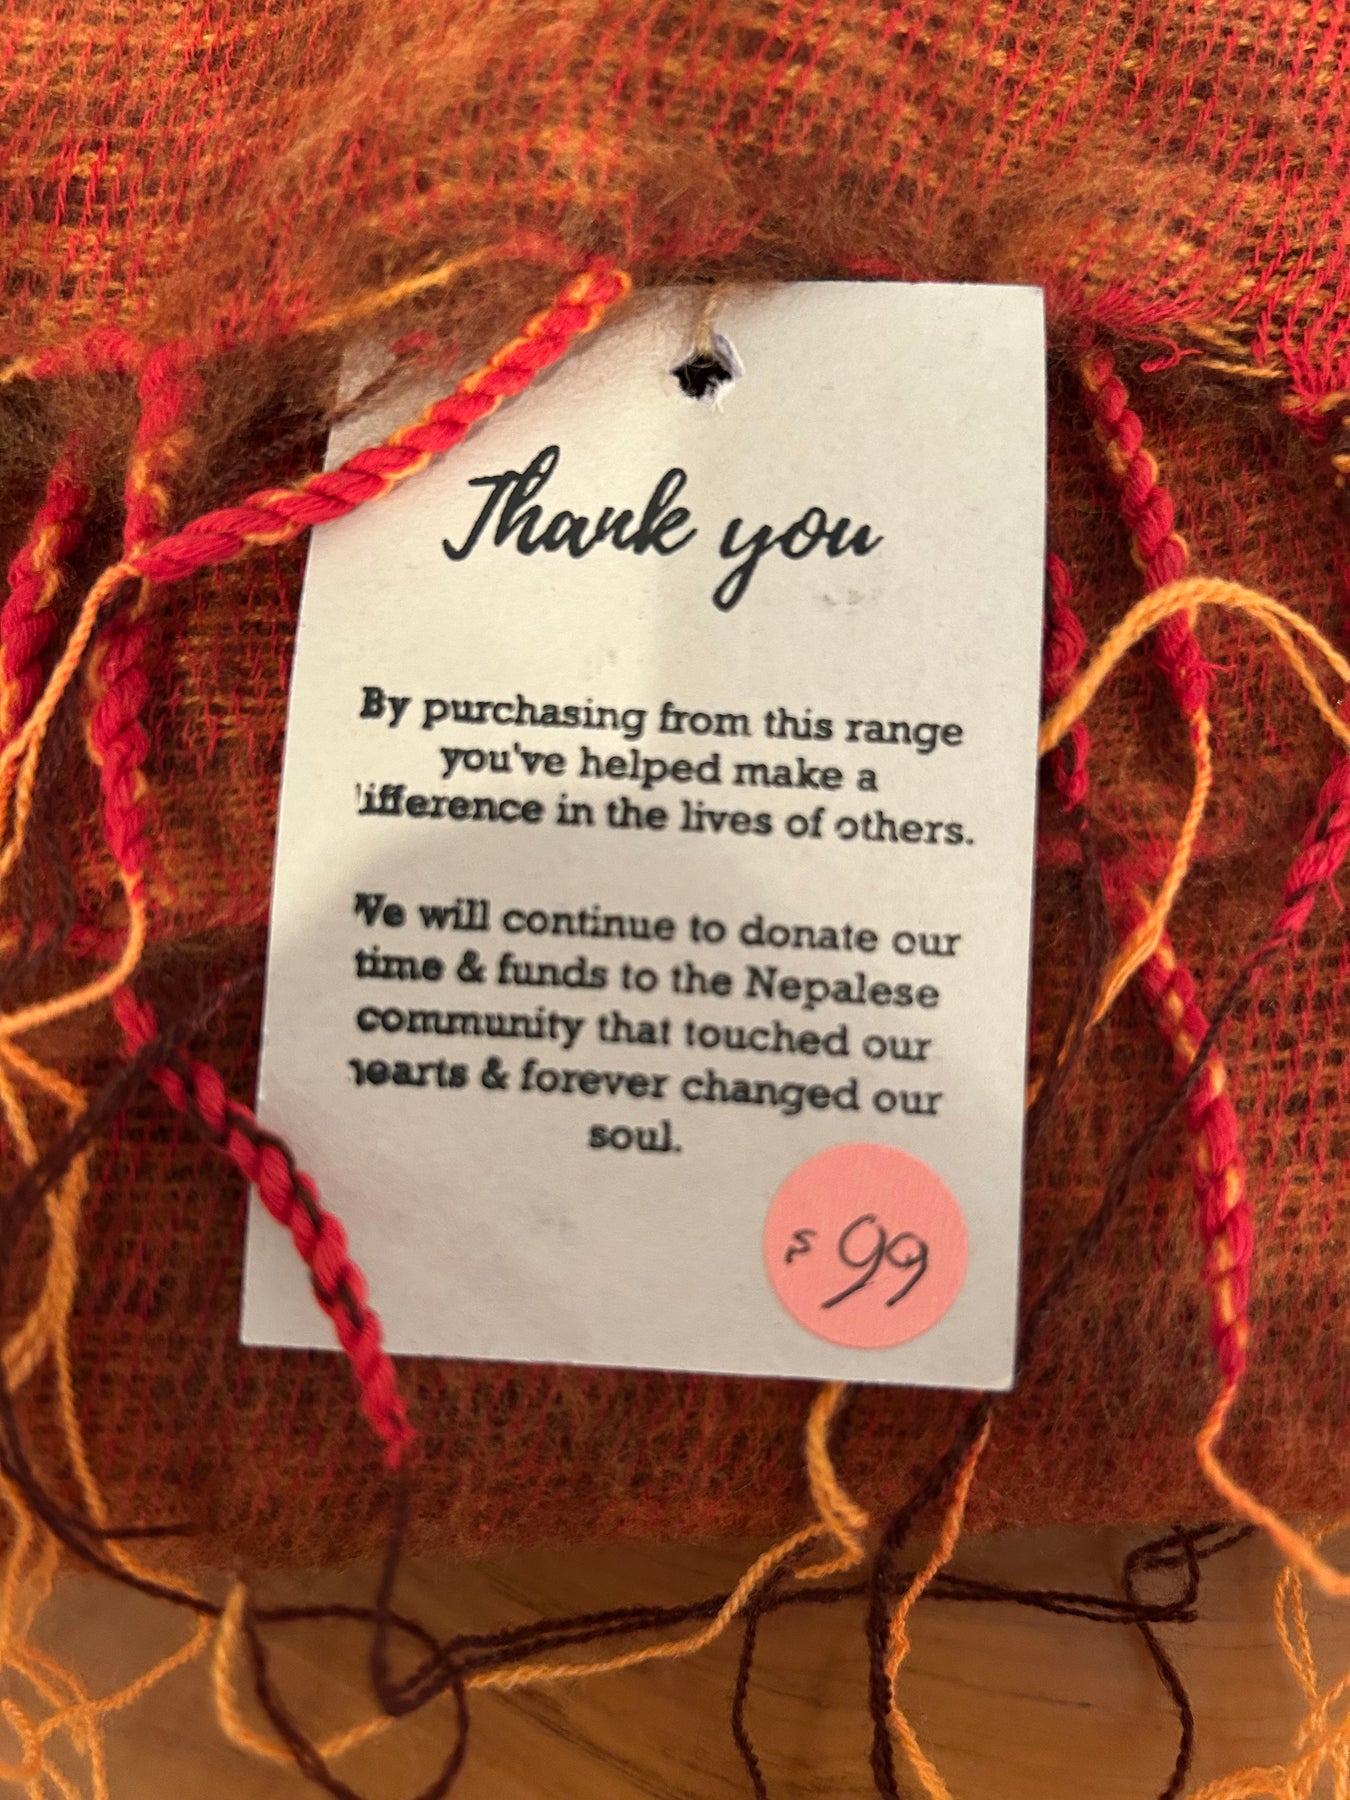 Thank you
By purchasing from this range
you've helped make a
ifference in the lives of others.
We will continue to donate our
time & funds to the Nepalese
community that touched our
hearts & forever changed our
soul.
$ 99